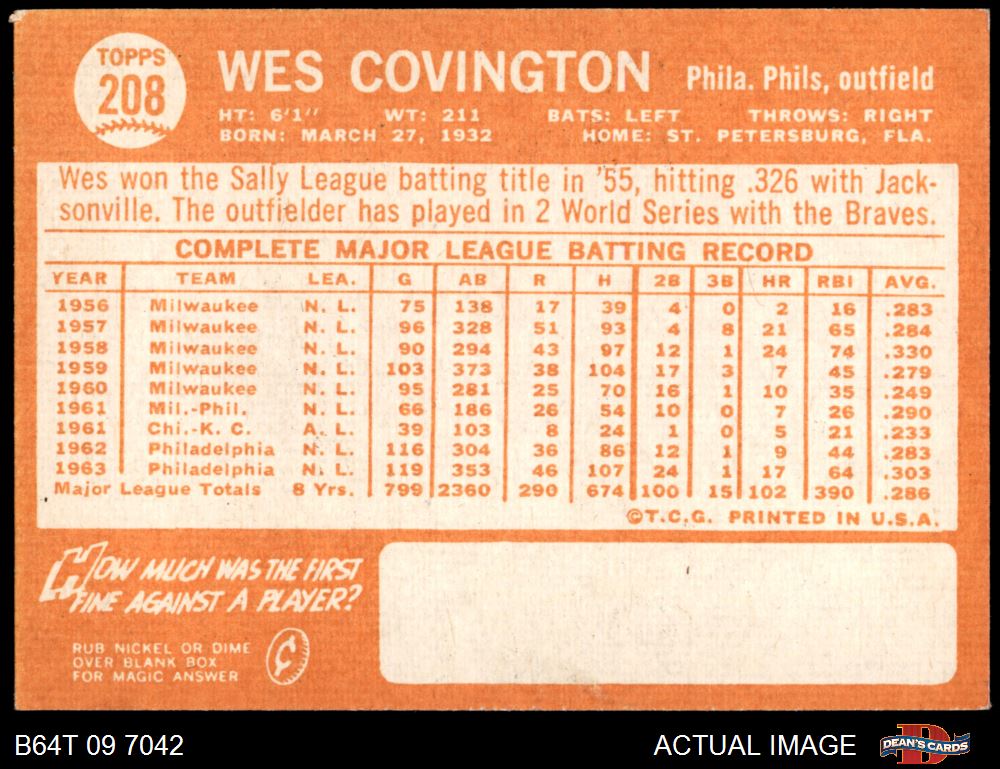 TOPPS
208
WES COVINGTON Phila. Phils, outfield
HT: 6'1" WT: 211 BATS: LEFT THROWS: RIGHT
BORN: MARCH 27, 1932 HOME: ST. PETERSBURG, FLA.
Wes won the Sally League batting title in '55, hitting .326 with Jack-
sonville. The outfielder has played in 2 World Series with the Braves.
COMPLETE MAJOR LEAGUE BATTING RECORD
YEAR TEAM LEA. G AB R H 2B 3B HR RBI AVG.
1956 Milwaukee N. L. 75 138 17 39 4 0 2 16 .283
1957 Milwaukee N. L. 96 328 51 93 4 8 21 65 .284
1958 Milwaukee N. L. 90 294 43 97 12 1 24 74 .330
1959 Milwaukee N. L. 103 373 38 104 17 3 7 45 .279
1960 Milwaukee N. L. 95 281 25 70 16 1 10 35 .249
1961 Mil.-Phil. N. L. 66 186 26 54 10 0 7 26 .290
1961 Chi.-K. C. A. L. 39 103 8 24 1 0 5 21 .233
1962 Philadelphia N. L. 116 304 36 86 12 1 9 44 .283
1963 Philadelphia N. L. 119 353 46 107 24 1 17 64 .303
Major League Totals 8 Yrs. 799 2360 290 674 100 15 102 390 .286
©T.C.G. PRINTED IN U.S.A.
HOW MUCH WAS THE FIRST
FINE AGAINST A PLAYER?
RUB NICKEL OR DIME
OVER BLANK BOX
FOR MAGIC ANSWER
¢
B64T 09 7042 ACTUAL IMAGE DEAN'S CARDS